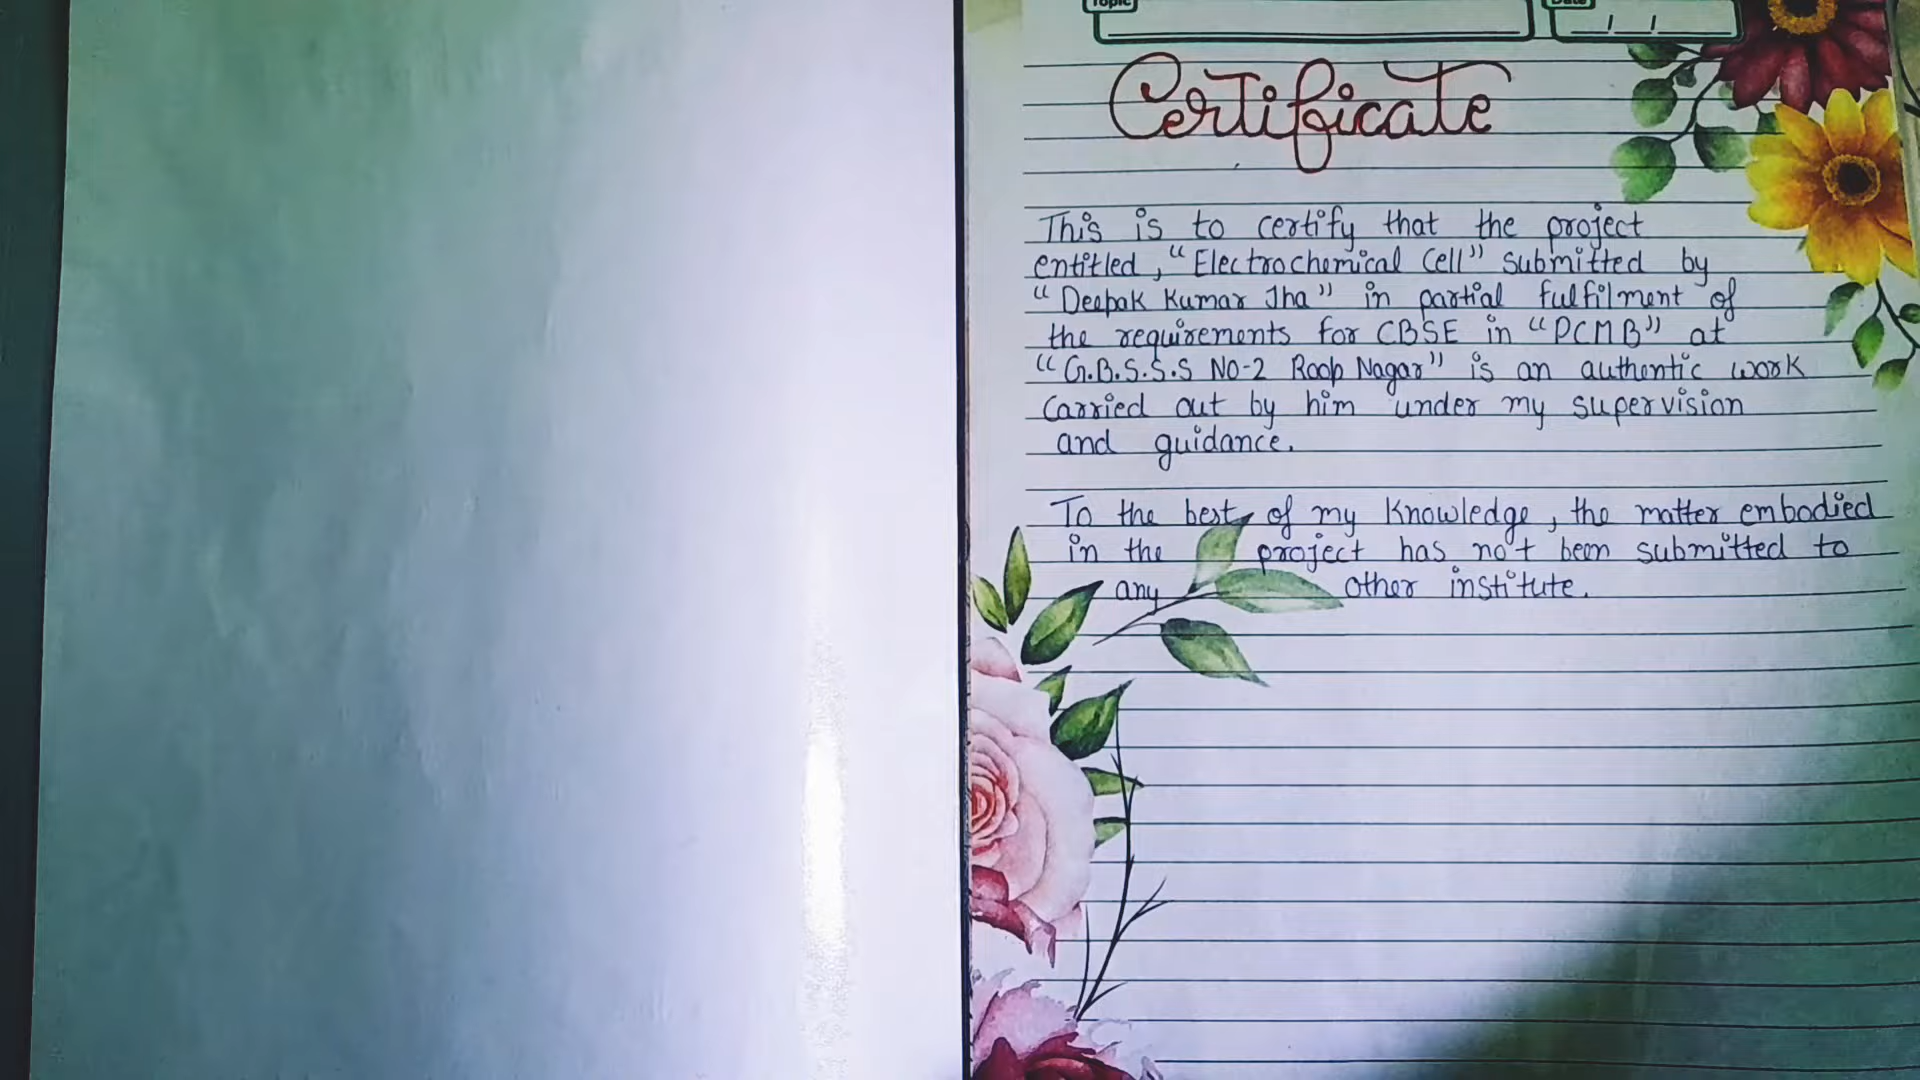 Topic
Date
Certificate
This is to certify that the project
entitled, "Electrochemical Cell" submitted by
"Deepak Kumar Jha" in partial fulfilment of
the requirements for CBSE in "PCMB" at
"G.B.S.S.S NO-2 Roop Nagar" is an authentic work
Carried out by him under my supervision
and guidance.
To the best of my Knowledge, the matter embodied
in the project has not been submitted to
any other institute.